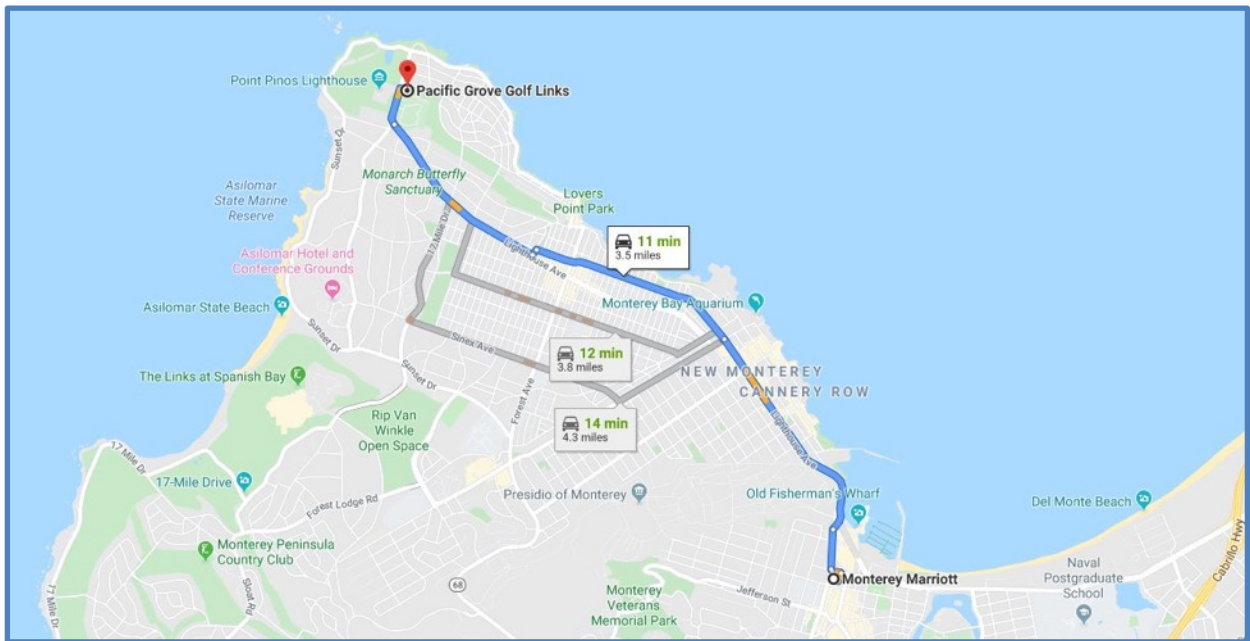 Point Pinos Lighthouse
Pacific Grove Golf Links
Sunset Dr
Monarch Butterfly
Sanctuary
Asilomar
State Marine
Reserve
Lovers
Point Park
17 Mile Dr
Lighthouse Ave
11 min
3.5 miles
Asilomar Hotel and
Conference Grounds
Monterey Bay Aquarium
Asilomar State Beach
Sunset Dr
Sinex Ave
12 min
3.8 miles
NEW MONTEREY
CANNERY ROW
The Links at Spanish Bay
Sunset Dr
Forest Ave
14 min
4.3 miles
Lighthouse Ave
Rip Van
Winkle
Open Space
17 Mile Dr
17-Mile Drive
Forest Lodge Rd
Presidio of Monterey
Old Fisherman's Wharf
Del Monte Beach
Monterey Peninsula
Country Club
Sloat Rd
17 Mile Dr
68
Monterey Marriott
Jefferson St
Monterey
Veterans
Memorial Park
Naval
Postgraduate
School
Cabrillo Hwy